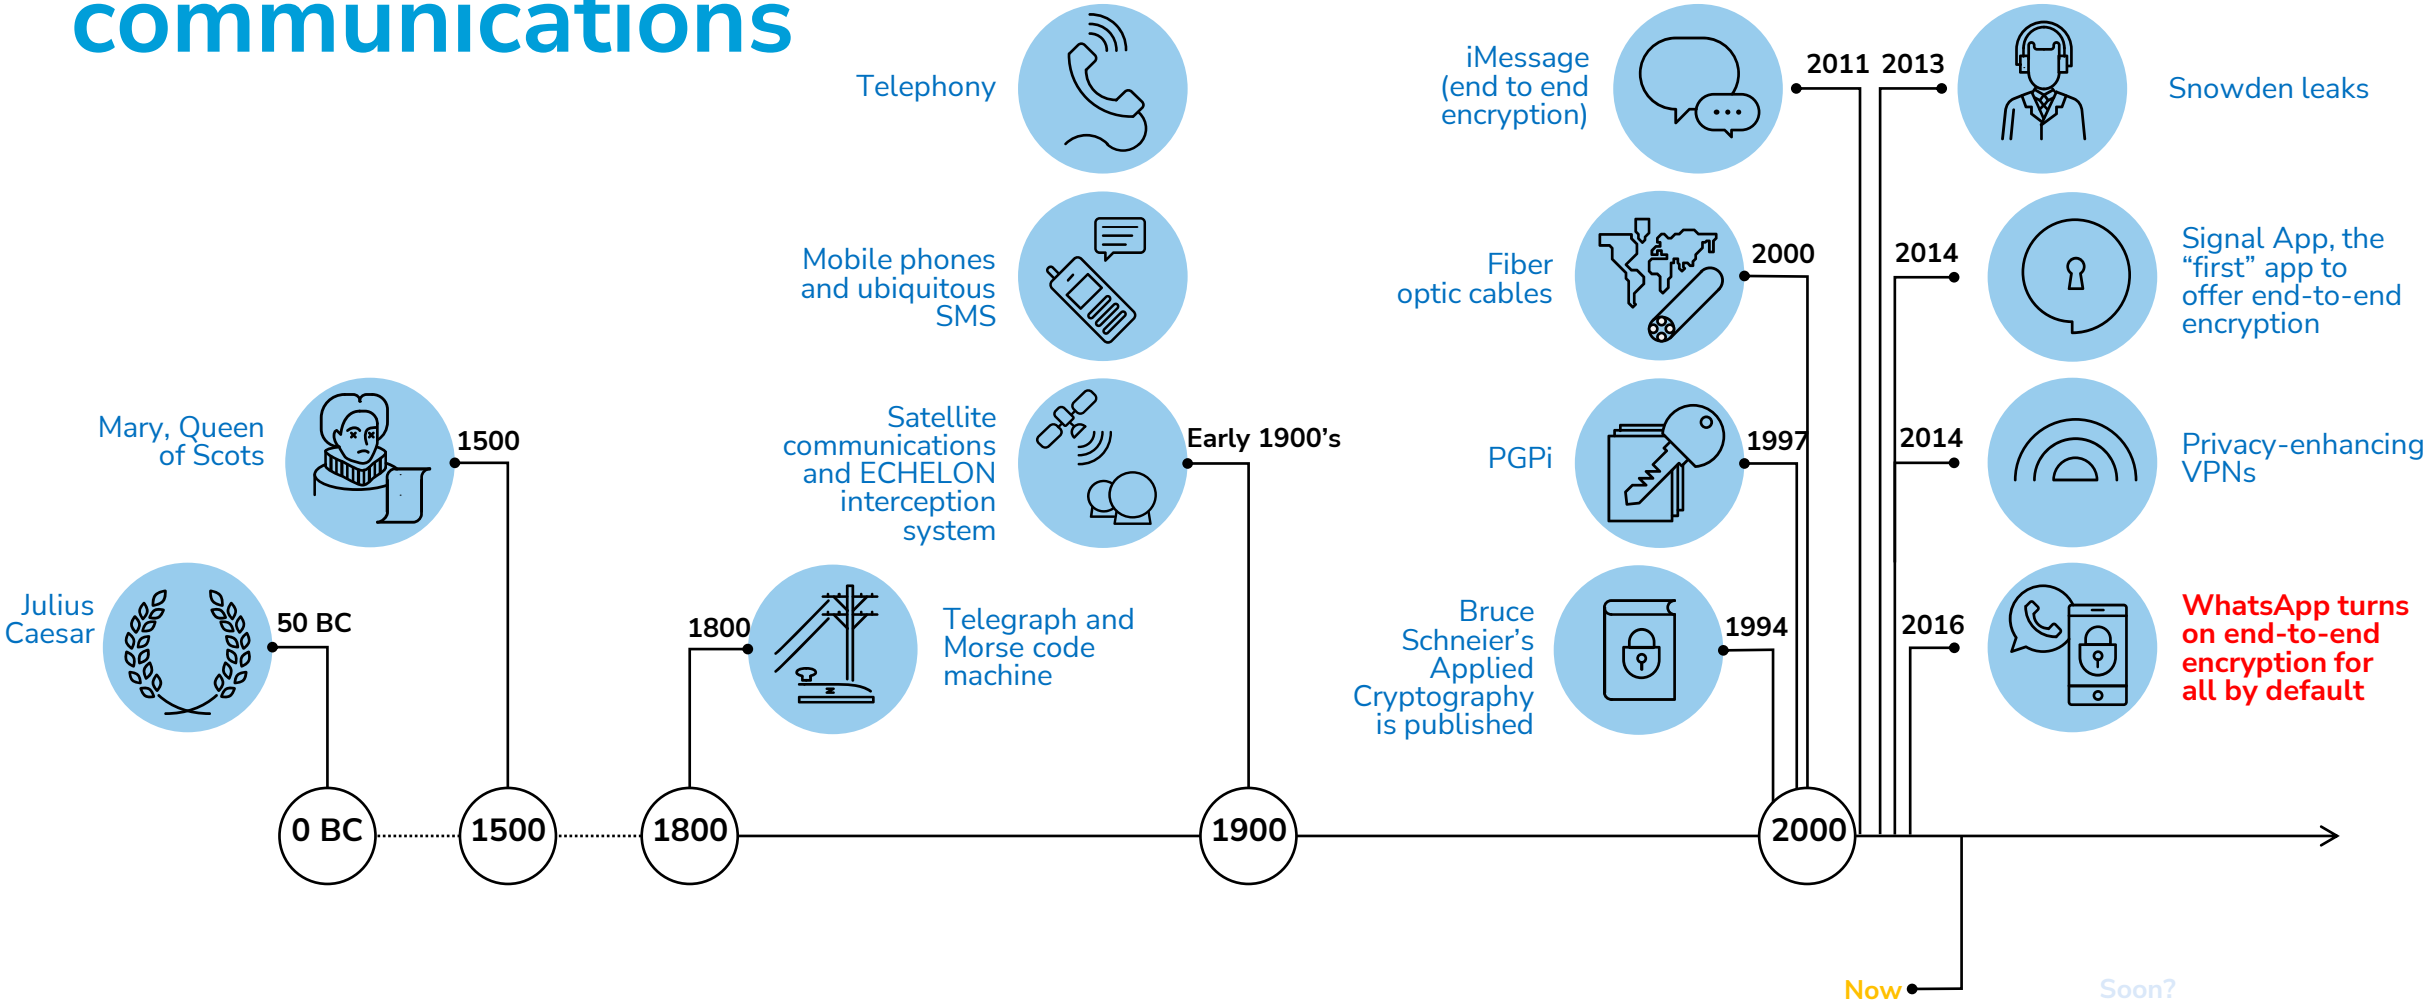 communications
Telephony
Mobile phones
and ubiquitous
SMS
Satellite
communications
and ECHELON
interception
system
Early 1900’s
Mary, Queen
of Scots
1500
Julius
Caesar
50 BC
1800
Telegraph and
Morse code
machine
iMessage
(end to end
encryption)
2011
2013
Snowden leaks
Fiber
optic cables
2000
2014
Signal App, the
“first” app to
offer end-to-end
encryption
PGPi
1997
2014
Privacy-enhancing
VPNs
Bruce
Schneier’s
Applied
Cryptography
is published
1994
2016
WhatsApp turns
on end-to-end
encryption for
all by default
0 BC
1500
1800
1900
2000
Now
Soon?